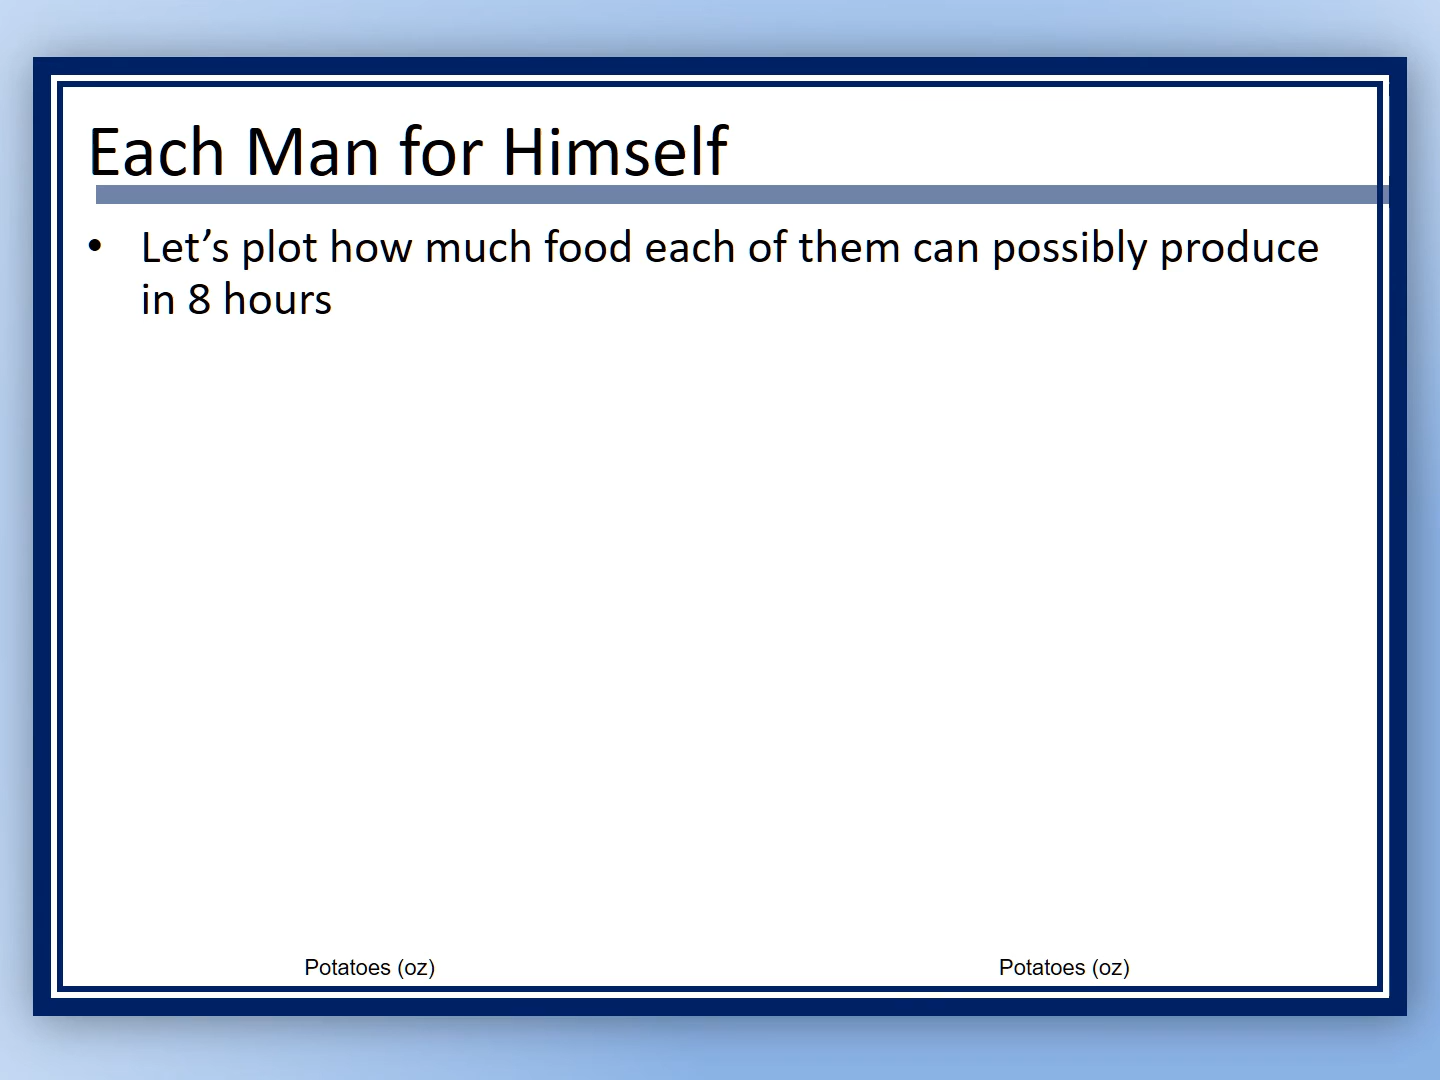 Each Man for Himself
• Let’s plot how much food each of them can possibly produce
in 8 hours
Potatoes (oz) Potatoes (oz)